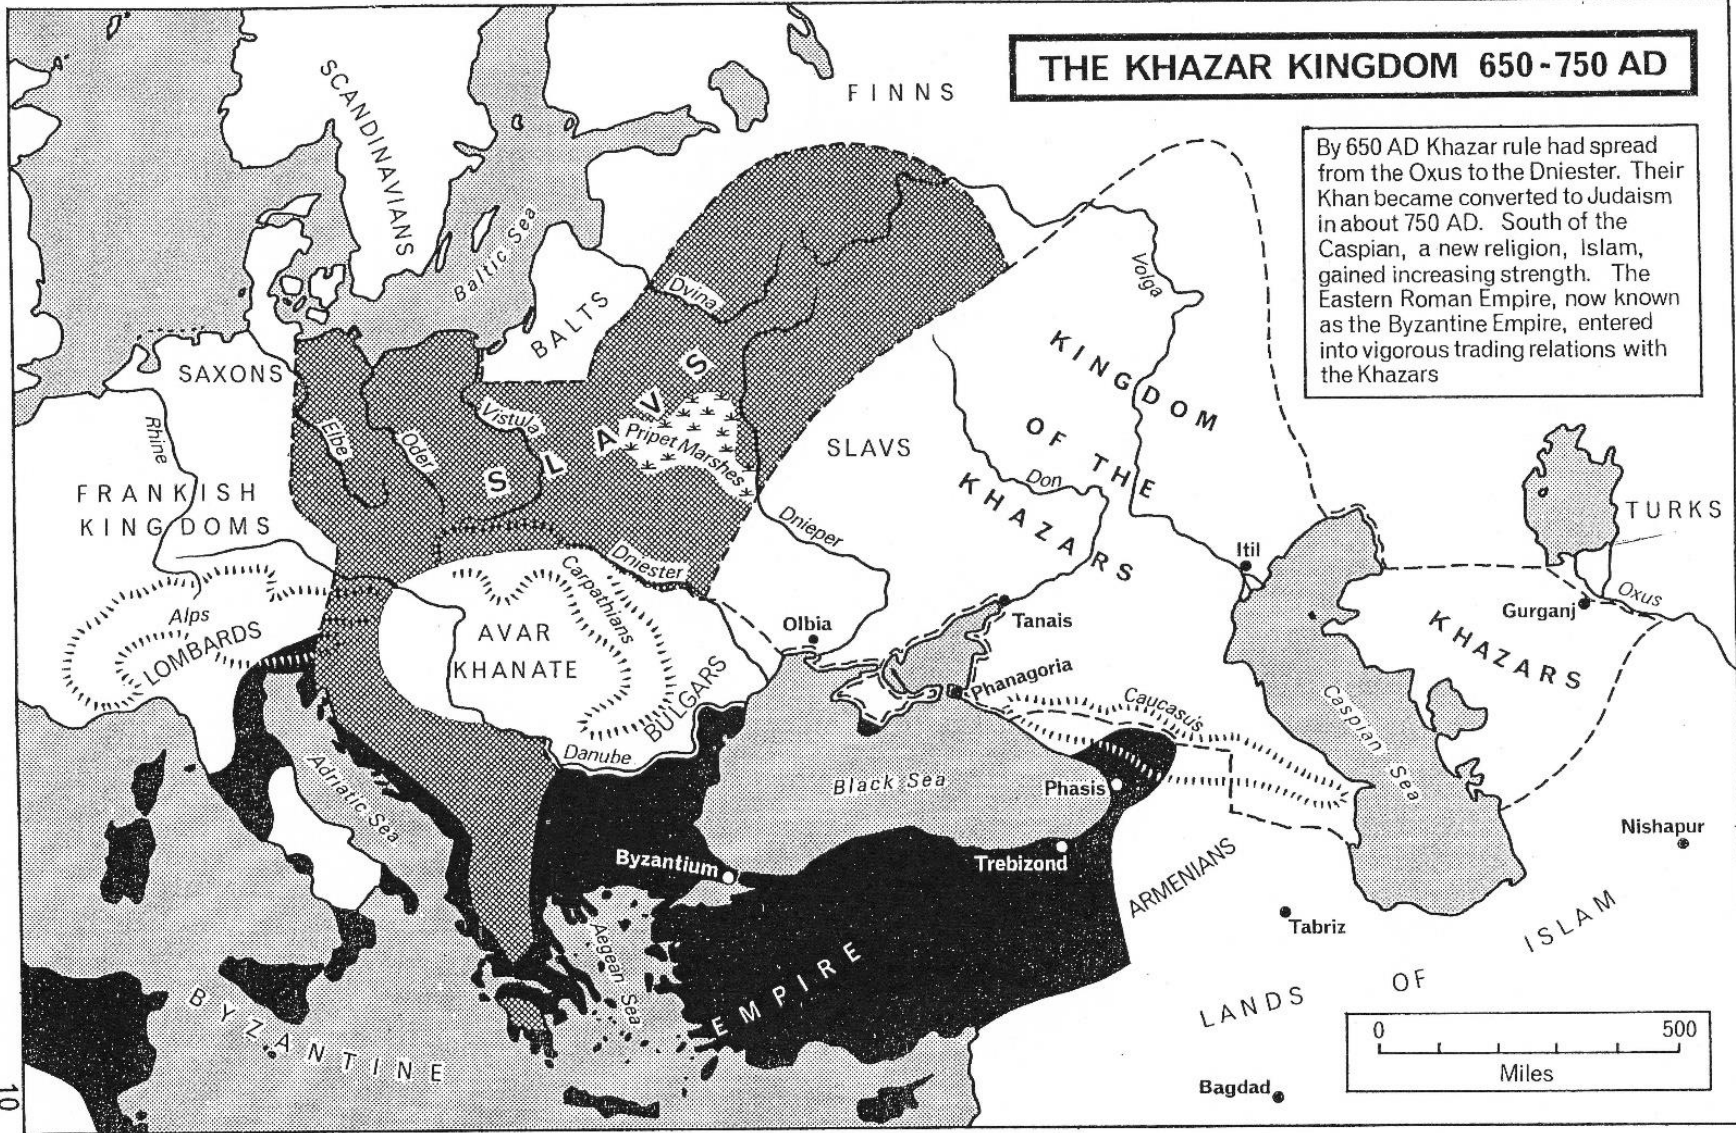 THE KHAZAR KINGDOM 650-750 AD
By 650 AD Khazar rule had spread
from the Oxus to the Dniester. Their
Khan became converted to Judaism
in about 750 AD. South of the
Caspian, a new religion, Islam,
gained increasing strength. The
Eastern Roman Empire, now known
as the Byzantine Empire, entered
into vigorous trading relations with
the Khazars
FINNS
SCANDINAVIANS
Baltic Sea
BALTS
Dvina
Volga
SAXONS
Rhine
Elbe
Oder
Vistula
SLAVS
Pripet Marshes
SLAVS
KINGDOM
OF THE
KHAZARS
Don
FRANKISH
KINGDOMS
Dnieper
Dniester
Carpathians
TURKS
Itil
Oxus
Gurganj
KHAZARS
Alps
LOMBARDS
AVAR
KHANATE
BULGARS
Olbia
Tanais
Phanagoria
Caucasus
Caspian Sea
Danube
Adriatic Sea
Black Sea
Phasis
Trebizond
Byzantium
Nishapur
ARMENIANS
Tabriz
Aegean Sea
BYZANTINE
EMPIRE
LANDS OF ISLAM
Bagdad
0 500
Miles
10